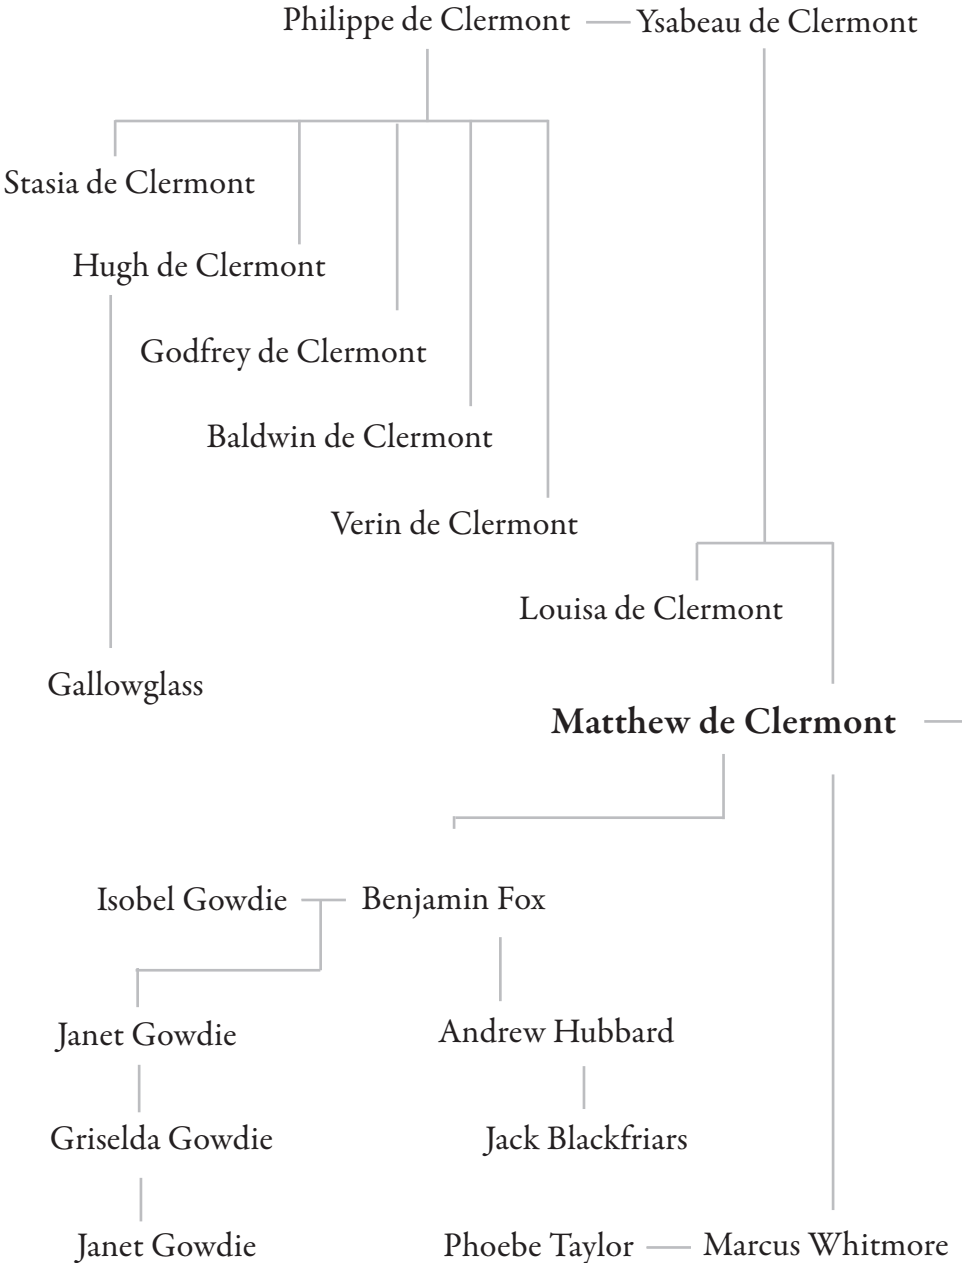 Philippe de Clermont Ysabeau de Clermont
Stasia de Clermont
Hugh de Clermont
Godfrey de Clermont
Baldwin de Clermont
Verin de Clermont
Louisa de Clermont
Gallowglass
Matthew de Clermont
Isobel Gowdie Benjamin Fox
Janet Gowdie Andrew Hubbard
Griselda Gowdie Jack Blackfriars
Janet Gowdie Phoebe Taylor Marcus Whitmore